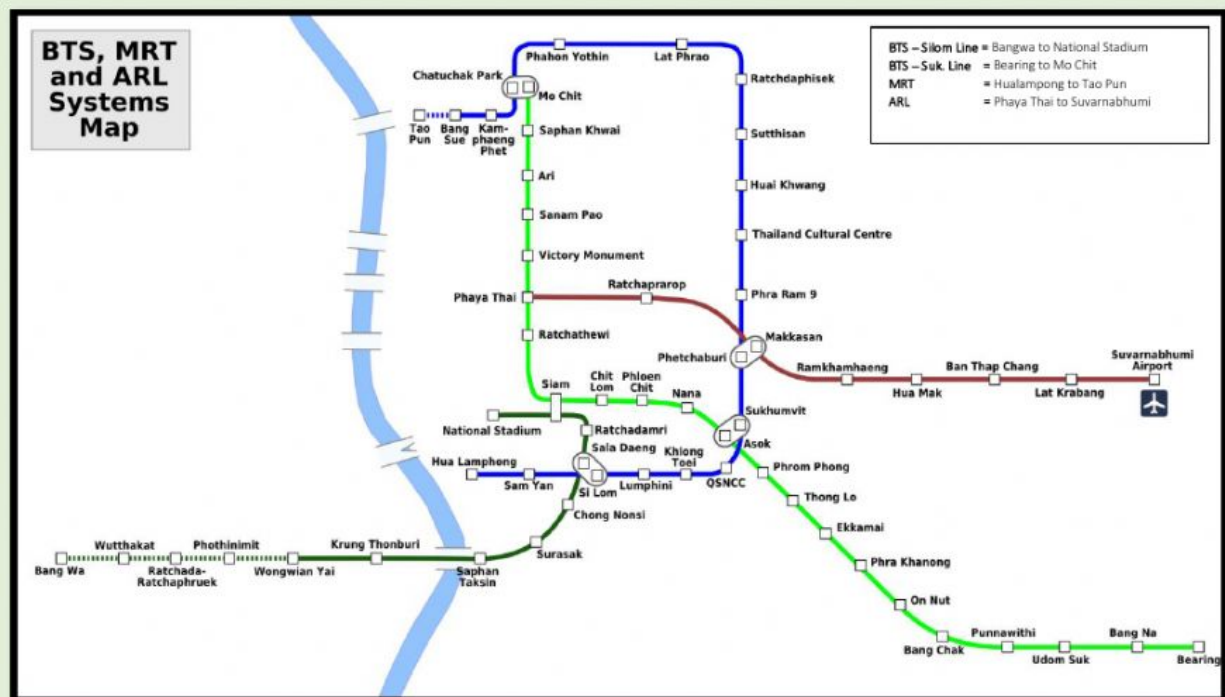 BTS, MRT
and ARL
Systems
Map
BTS – Silom Line = Bangwa to National Stadium
BTS – Suk. Line = Bearing to Mo Chit
MRT = Hualampong to Tao Pun
ARL = Phaya Thai to Suvarnabhumi
Phahon Yothin
Lat Phrao
Chatuchak Park
Mo Chit
Ratchdaphisek
Tao
Pun
Bang
Sue
Kam-
phaeng
Phet
Saphan Khwai
Sutthisan
Ari
Huai Khwang
Sanam Pao
Thailand Cultural Centre
Victory Monument
Ratchaprarop
Phaya Thai
Phra Ram 9
Ratchathewi
Makkasan
Phetchaburi
Ramkhamhaeng
Hua Mak
Ban Thap Chang
Lat Krabang
Suvarnabhumi
Airport
Siam
Chit
Lom
Phloen
Chit
Nana
Sukhumvit
Asok
National Stadium
Ratchadamri
Sala Daeng
Hua Lamphong
Sam Yan
Si Lom
Lumphini
Khlong
Toei
QSNCC
Phrom Phong
Thong Lo
Chong Nonsi
Ekkamai
Surasak
Phra Khanong
Bang Wa
Wutthakat
Ratchada-
Ratchaphruek
Phothinimit
Wongwian Yai
Krung Thonburi
Saphan
Taksin
On Nut
Bang Chak
Punnawithi
Udom Suk
Bang Na
Bearing